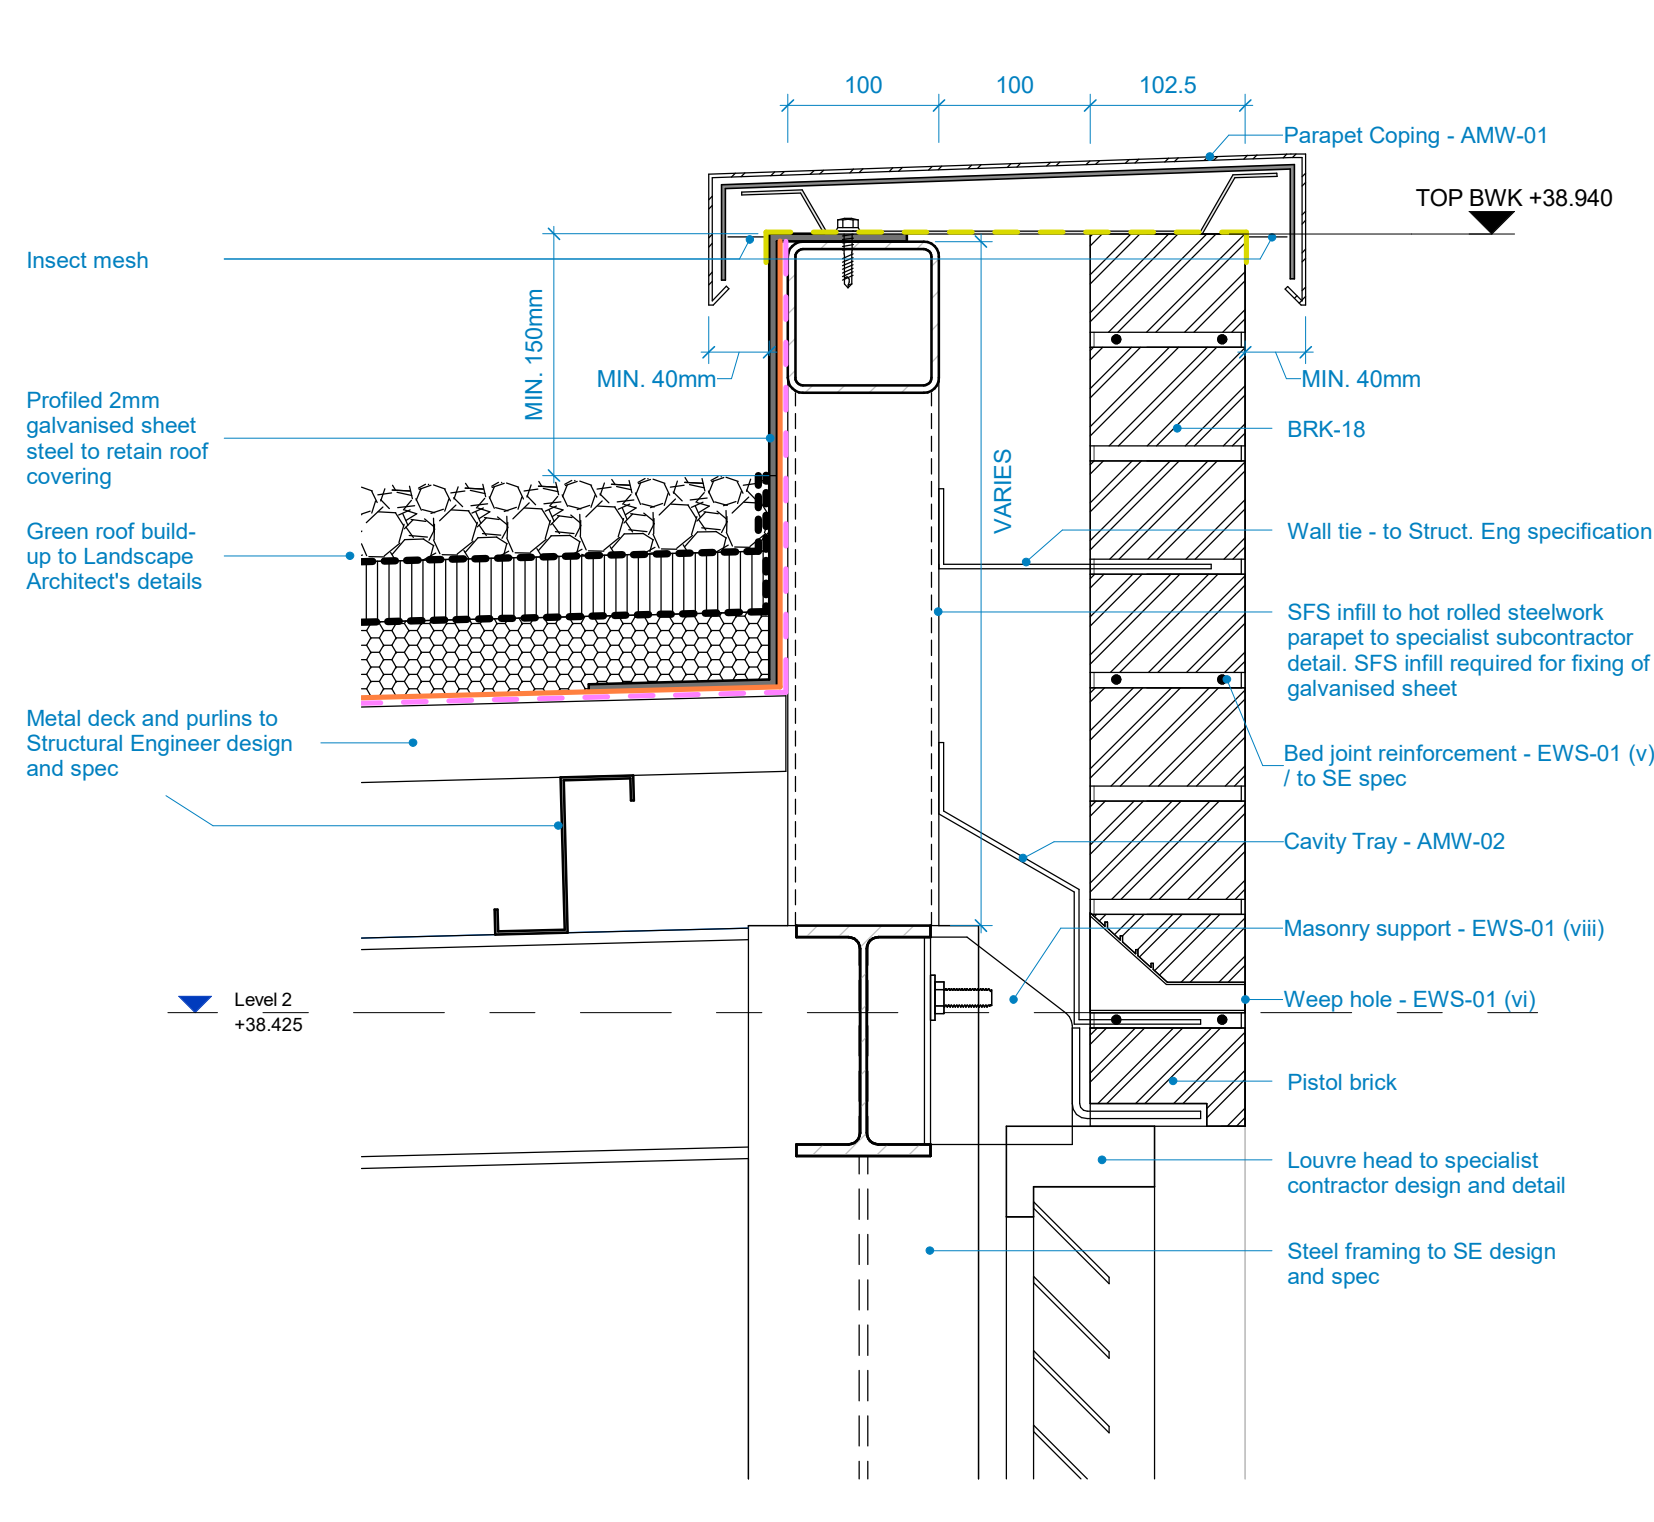 100
100
102.5
Parapet Coping - AMW-01
TOP BWK +38.940
Insect mesh
MIN. 150mm
MIN. 40mm
MIN. 40mm
Profiled 2mm
galvanised sheet
steel to retain roof
covering
BRK-18
VARIES
Green roof build-
up to Landscape
Architect's details
Wall tie - to Struct. Eng specification
SFS infill to hot rolled steelwork
parapet to specialist subcontractor
detail. SFS infill required for fixing of
galvanised sheet
Metal deck and purlins to
Structural Engineer design
and spec
Bed joint reinforcement - EWS-01 (v)
/ to SE spec
Cavity Tray - AMW-02
Masonry support - EWS-01 (viii)
Level 2
+38.425
Weep hole - EWS-01 (vi)
Pistol brick
Louvre head to specialist
contractor design and detail
Steel framing to SE design
and spec